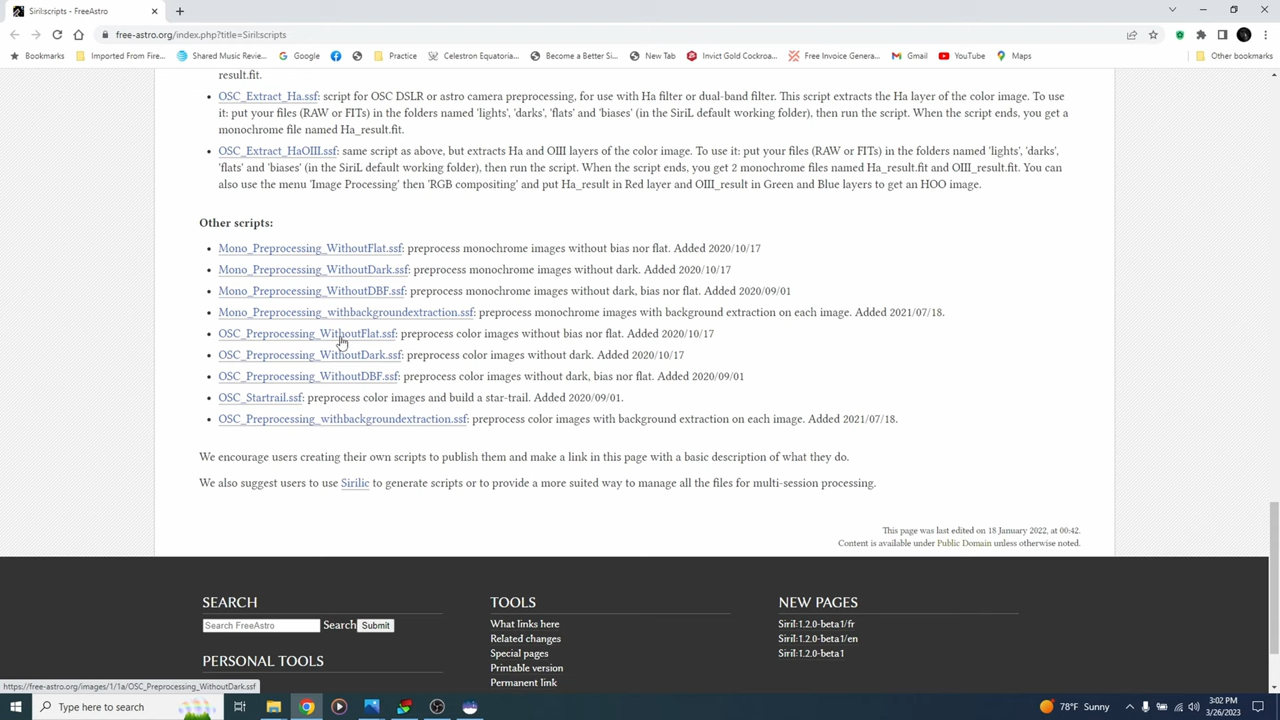 Siril:scripts - FreeAstro
free-astro.org/index.php?title=Siril:scripts
Bookmarks
Imported From Fire...
Shared Music Revie...
Google
Practice
Celestron Equatoria...
Become a Better Si...
New Tab
Invict Gold Cockroa...
Free Invoice Genera...
Gmail
YouTube
Maps
Other bookmarks
result.fit.
OSC_Extract_Ha.ssf: script for OSC DSLR or astro camera preprocessing, for use with Ha filter or dual-band filter. This script extracts the Ha layer of the color image. To use
it: put your files (RAW or FITs) in the folders named 'lights', 'darks', 'flats' and 'biases' (in the SiriL default working folder), then run the script. When the script ends, you get a
monochrome file named Ha_result.fit.
OSC_Extract_HaOIII.ssf: same script as above, but extracts Ha and OIII layers of the color image. To use it: put your files (RAW or FITs) in the folders named 'lights', 'darks',
'flats' and 'biases' (in the SiriL default working folder), then run the script. When the script ends, you get 2 monochrome files named Ha_result.fit and OIII_result.fit. You can
also use the menu 'Image Processing' then 'RGB compositing' and put Ha_result in Red layer and OIII_result in Green and Blue layers to get an HOO image.
Other scripts:
Mono_Preprocessing_WithoutFlat.ssf: preprocess monochrome images without bias nor flat. Added 2020/10/17
Mono_Preprocessing_WithoutDark.ssf: preprocess monochrome images without dark. Added 2020/10/17
Mono_Preprocessing_WithoutDBF.ssf: preprocess monochrome images without dark, bias nor flat. Added 2020/09/01
Mono_Preprocessing_withbackgroundextraction.ssf: preprocess monochrome images with background extraction on each image. Added 2021/07/18.
OSC_Preprocessing_WithoutFlat.ssf: preprocess color images without bias nor flat. Added 2020/10/17
OSC_Preprocessing_WithoutDark.ssf: preprocess color images without dark. Added 2020/10/17
OSC_Preprocessing_WithoutDBF.ssf: preprocess color images without dark, bias nor flat. Added 2020/09/01
OSC_Startrail.ssf: preprocess color images and build a star-trail. Added 2020/09/01.
OSC_Preprocessing_withbackgroundextraction.ssf: preprocess color images with background extraction on each image. Added 2021/07/18.
We encourage users creating their own scripts to publish them and make a link in this page with a basic description of what they do.
We also suggest users to use Sirilic to generate scripts or to provide a more suited way to manage all the files for multi-session processing.
This page was last edited on 18 January 2022, at 00:42.
Content is available under Public Domain unless otherwise noted.
SEARCH
Search FreeAstro Search Submit
PERSONAL TOOLS
TOOLS
What links here
Related changes
Special pages
Printable version
Permanent link
NEW PAGES
Siril:1.2.0-beta1/fr
Siril:1.2.0-beta1/en
Siril:1.2.0-beta1
https://free-astro.org/images/1/1a/OSC_Preprocessing_WithoutDark.ssf
Type here to search
78°F Sunny
3:02 PM
3/26/2023